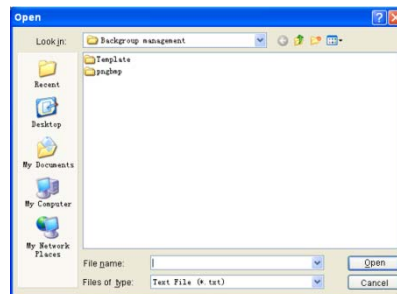 Open
Look in: Backgroup management
Template
pngbmp
Recent
Desktop
My Documents
My Computer
My Network
Places
File name: Open
Files of type: Text File (*.txt) Cancel